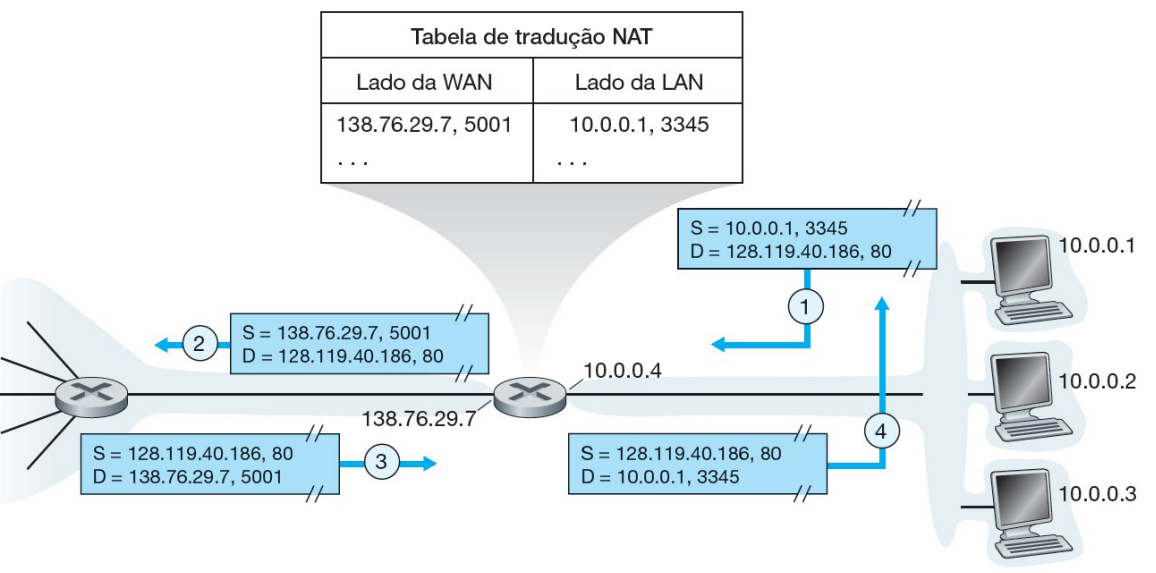 Tabela de tradução NAT
Lado da WAN
Lado da LAN
138.76.29.7, 5001
10.0.0.1, 3345
. . .
. . .
S = 10.0.0.1, 3345
D = 128.119.40.186, 80
10.0.0.1
1
S = 138.76.29.7, 5001
D = 128.119.40.186, 80
2
10.0.0.4
10.0.0.2
138.76.29.7
S = 128.119.40.186, 80
D = 138.76.29.7, 5001
3
S = 128.119.40.186, 80
D = 10.0.0.1, 3345
4
10.0.0.3